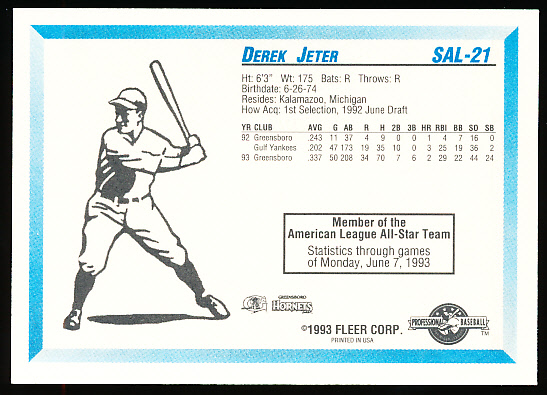 DEREK JETER SAL-21
Ht: 6'3" Wt: 175 Bats: R Throws: R
Birthdate: 6-26-74
Resides: Kalamazoo, Michigan
How Acq: 1st Selection, 1992 June Draft
YR CLUB AVG G AB R H 2B 3B HR RBI BB SO SB
92 Greensboro .243 11 37 4 9 0 0 1 4 7 16 0
Gulf Yankees .202 47 173 19 35 10 0 3 25 19 36 2
93 Greensboro .337 50 208 34 70 7 6 2 29 22 44 24
Member of the
American League All-Star Team
Statistics through games
of Monday, June 7, 1993
GREENSBORO
HORNETS
©1993 FLEER CORP.
PRINTED IN USA
PROFESSIONAL BASEBALL
TM